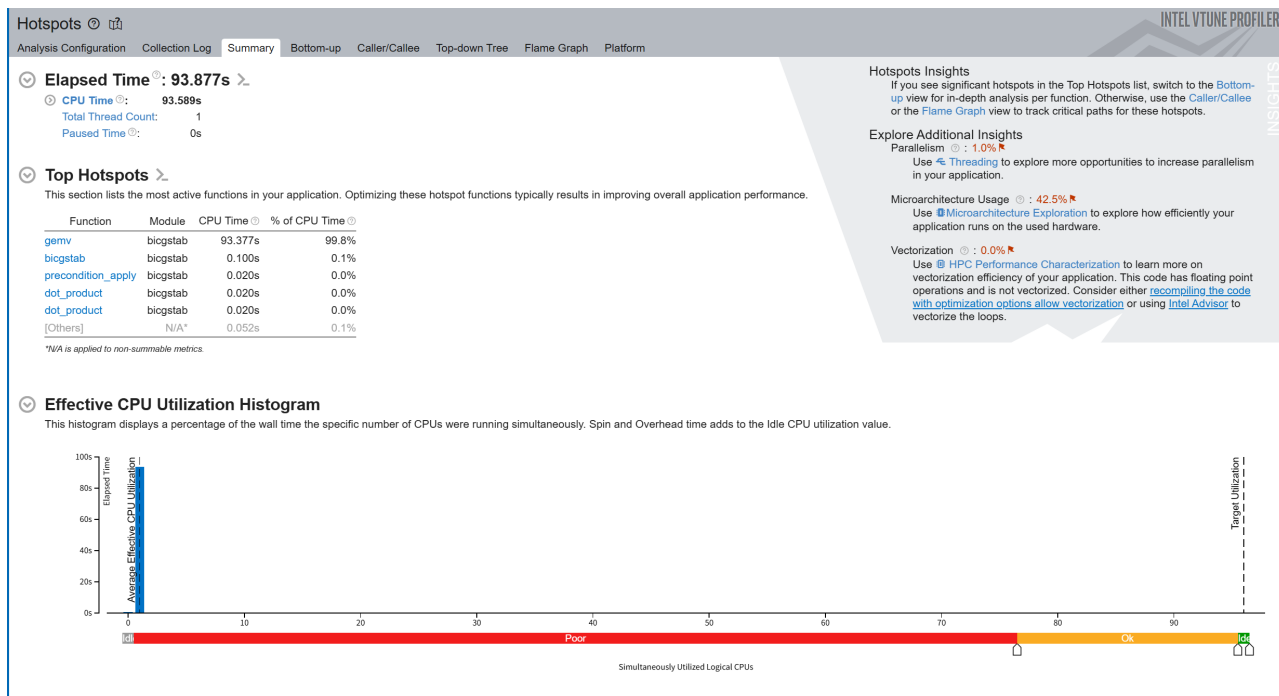 Hotspots
INTEL VTUNE PROFILER
Analysis Configuration Collection Log Summary Bottom-up Caller/Callee Top-down Tree Flame Graph Platform
Elapsed Time: 93.877s
CPU Time: 93.589s
Total Thread Count: 1
Paused Time: 0s
Top Hotspots
This section lists the most active functions in your application. Optimizing these hotspot functions typically results in improving overall application performance.
Function Module CPU Time % of CPU Time
gemv bicgstab 93.377s 99.8%
bicgstab bicgstab 0.100s 0.1%
precondition_apply bicgstab 0.020s 0.0%
dot_product bicgstab 0.020s 0.0%
dot_product bicgstab 0.020s 0.0%
[Others] N/A* 0.052s 0.1%
*N/A is applied to non-summable metrics.
Hotspots Insights
If you see significant hotspots in the Top Hotspots list, switch to the Bottom-
up view for in-depth analysis per function. Otherwise, use the Caller/Callee
or the Flame Graph view to track critical paths for these hotspots.
Explore Additional Insights
Parallelism : 1.0%
Use Threading to explore more opportunities to increase parallelism
in your application.
Microarchitecture Usage : 42.5%
Use Microarchitecture Exploration to explore how efficiently your
application runs on the used hardware.
Vectorization : 0.0%
Use HPC Performance Characterization to learn more on
vectorization efficiency of your application. This code has floating point
operations and is not vectorized. Consider either recompiling the code
with optimization options allow vectorization or using Intel Advisor to
vectorize the loops.
INSIGHTS
Effective CPU Utilization Histogram
This histogram displays a percentage of the wall time the specific number of CPUs were running simultaneously. Spin and Overhead time adds to the Idle CPU utilization value.
100s
80s
60s
40s
20s
0s
Elapsed Time
Average Effective CPU Utilization
Target Utilization
0 10 20 30 40 50 60 70 80 90
Idl Poor Ok Ide
Simultaneously Utilized Logical CPUs